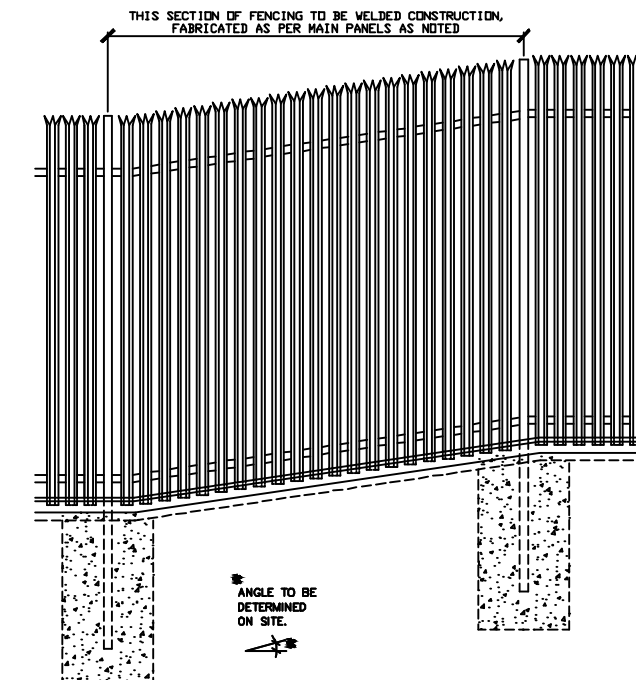 THIS SECTION OF FENCING TO BE WELDED CONSTRUCTION,
FABRICATED AS PER MAIN PANELS AS NOTED
ANGLE TO BE
DETERMINED
ON SITE.